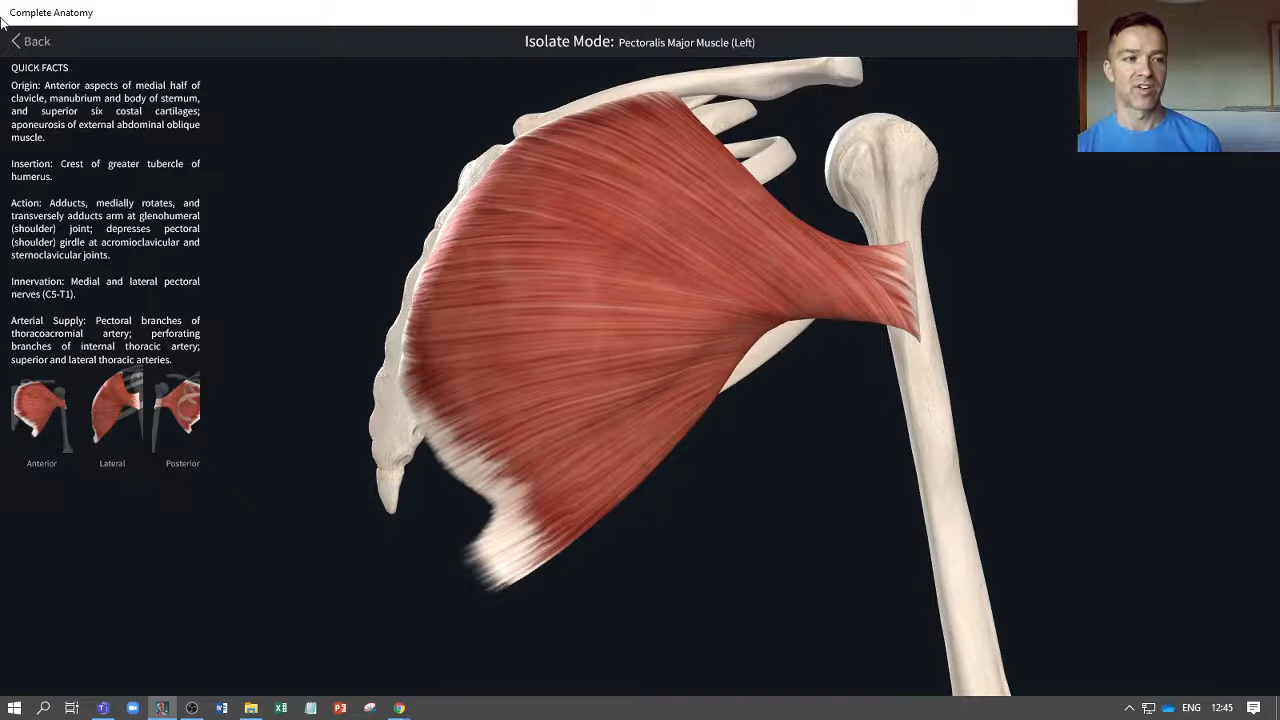 Complete Anatomy
Back
Isolate Mode: Pectoralis Major Muscle (Left)
QUICK FACTS
Origin: Anterior aspects of medial half of
clavicle, manubrium and body of sternum,
and superior six costal cartilages;
aponeurosis of external abdominal oblique
muscle.
Insertion: Crest of greater tubercle of
humerus.
Action: Adducts, medially rotates, and
transversely adducts arm at glenohumeral
(shoulder) joint; depresses pectoral
(shoulder) girdle at acromioclavicular and
sternoclavicular joints.
Innervation: Medial and lateral pectoral
nerves (C5-T1).
Arterial Supply: Pectoral branches of
thoracoacromial artery; perforating
branches of internal thoracic artery;
superior and lateral thoracic arteries.
Anterior Lateral Posterior
ENG 12:45